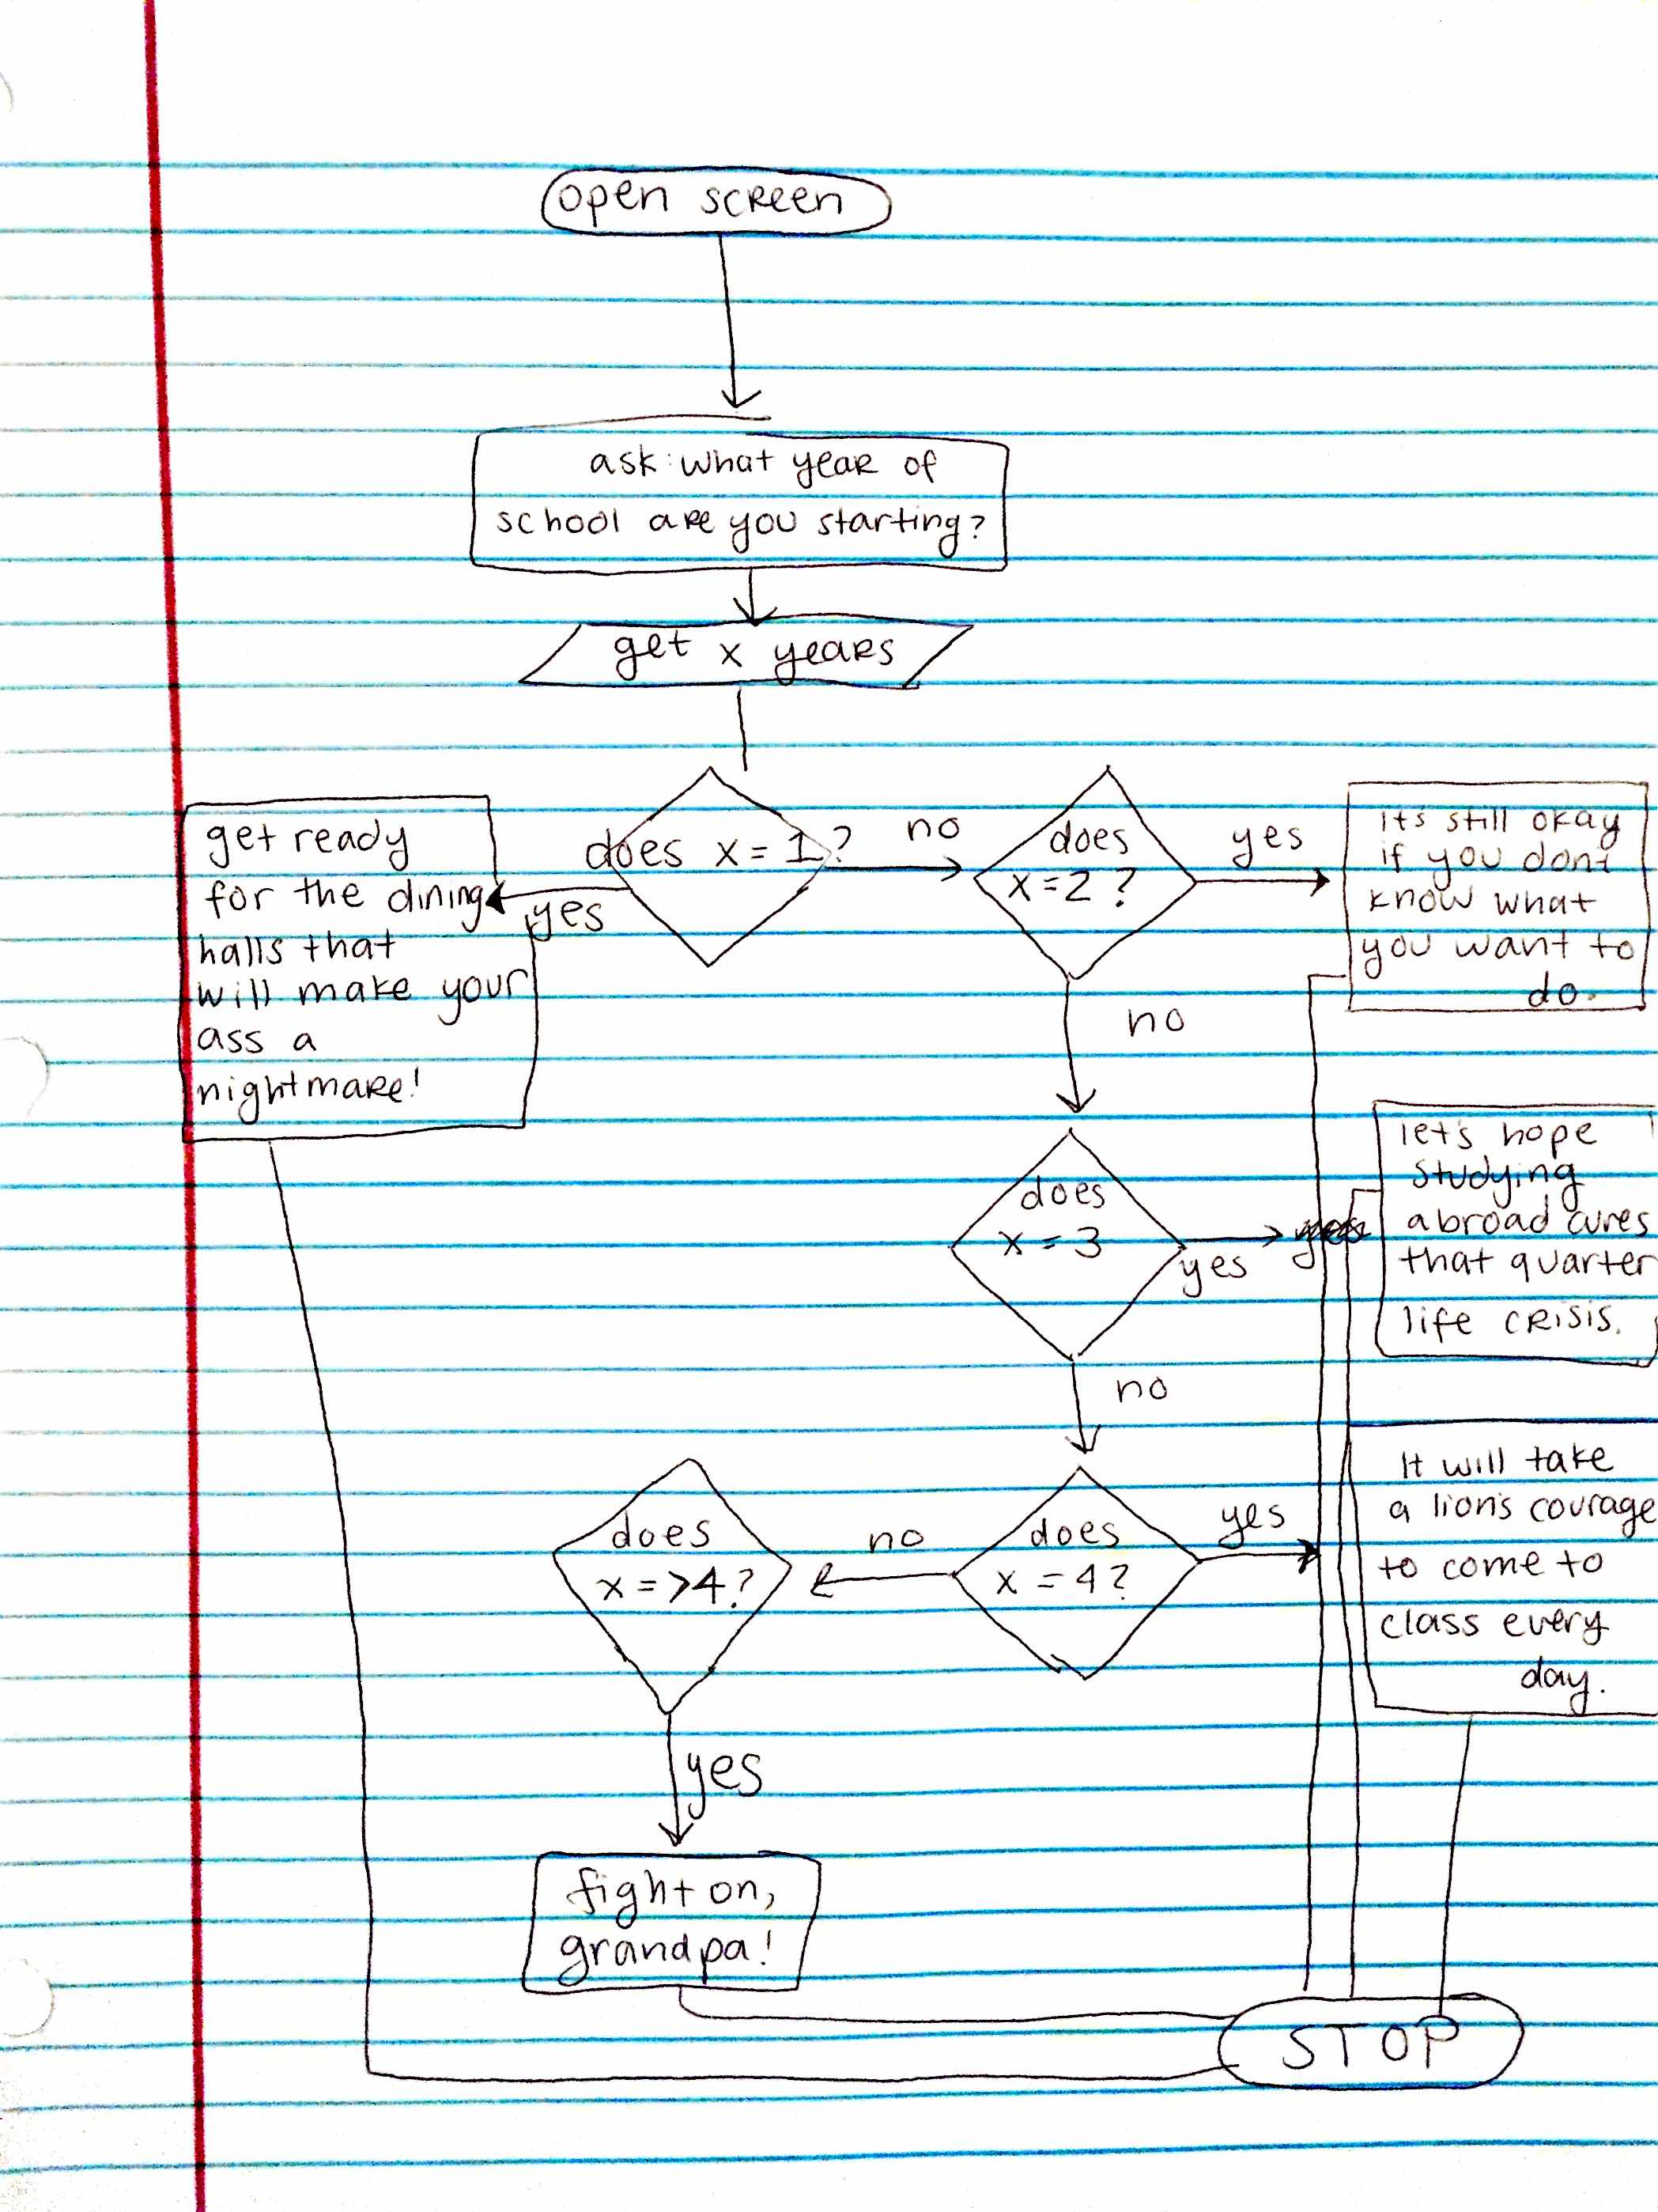 open screen
ask: what year of
school are you starting?
get x years
does x = 1?
no
yes
get ready
for the dining
halls that
will make your
ass a
nightmare!
does
x = 2 ?
yes
no
it's still okay
if you dont
know what
you want to
do.
does
x = 3
yes
no
let's hope
studying
abroad cures
that quarter
life crisis.
does
x = 4?
yes
no
It will take
a lion's courage
to come to
class every
day.
does
x = >4?
yes
fight on,
grandpa!
STOP